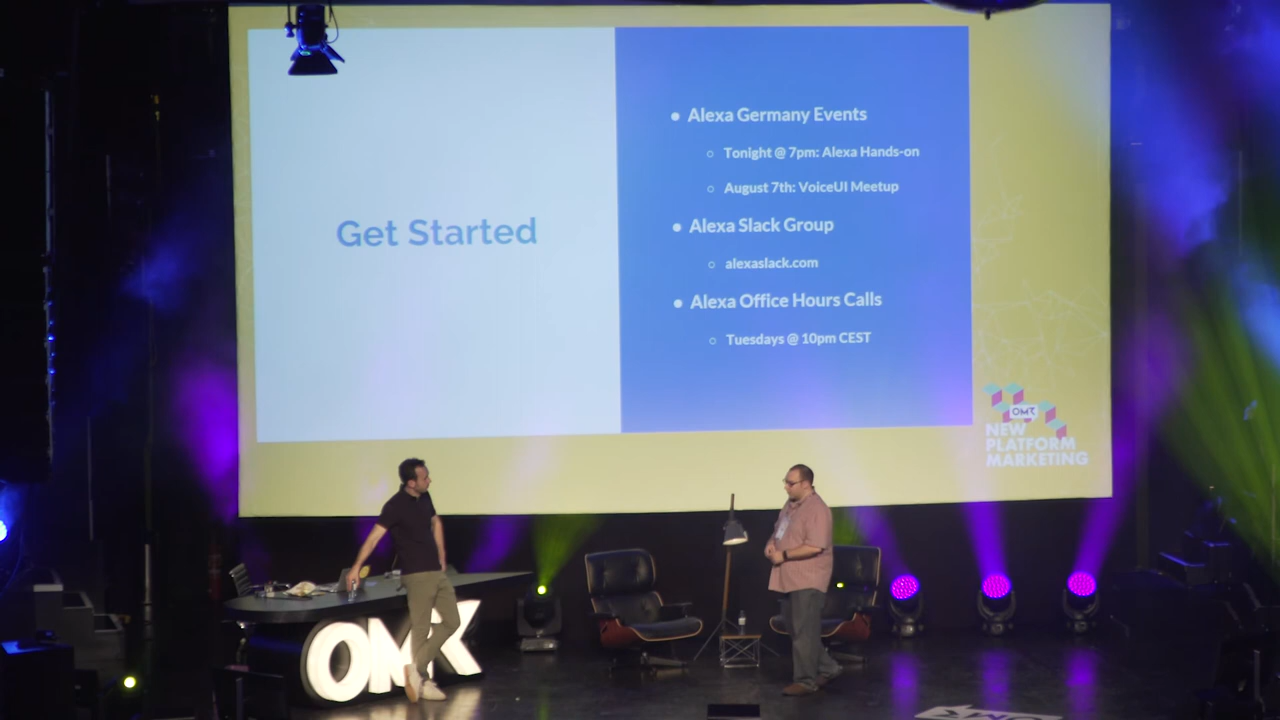 Get Started
Alexa Germany Events
Tonight @ 7pm: Alexa Hands-on
August 7th: VoiceUI Meetup
Alexa Slack Group
alexaslack.com
Alexa Office Hours Calls
Tuesdays @ 10pm CEST
OMR
NEW
PLATFORM
MARKETING
OMR
OMR